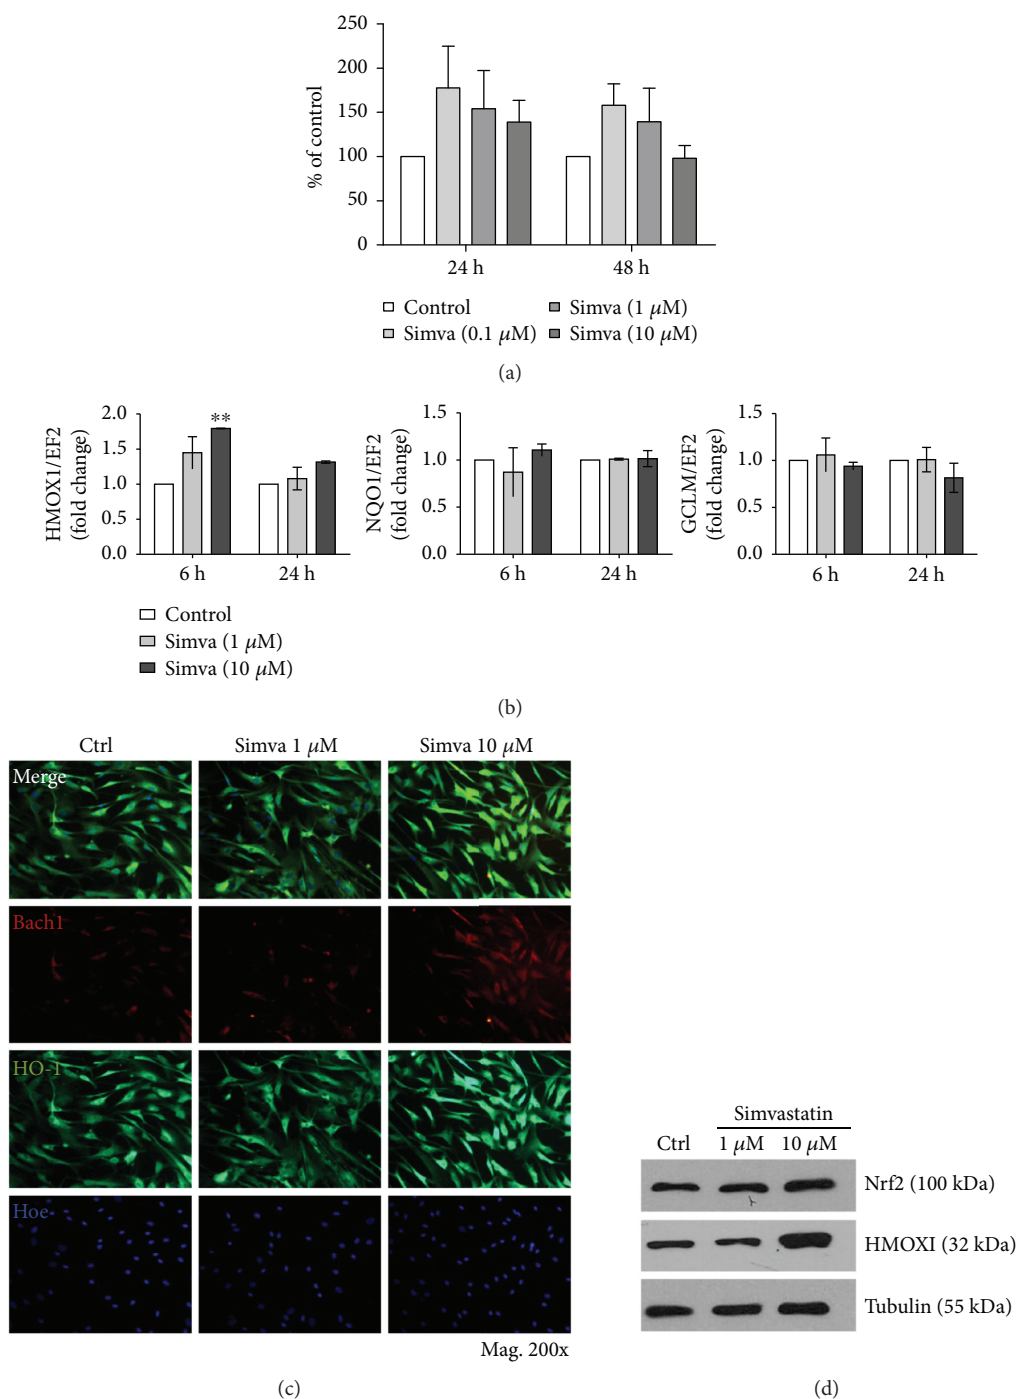 250
200
150
100
50
0
% of control
24 h
48 h
Control
Simva (1 µM)
Simva (0.1 µM)
Simva (10 µM)
(a)
2.0
1.5
1.0
0.5
0.0
HMOX1/EF2
(fold change)
**
6 h
24 h
1.5
1.0
0.5
0.0
NQO1/EF2
(fold change)
6 h
24 h
1.5
1.0
0.5
0.0
GCLM/EF2
(fold change)
6 h
24 h
Control
Simva (1 µM)
Simva (10 µM)
(b)
Ctrl
Simva 1 µM
Simva 10 µM
Merge
Bach1
HO-1
Hoe
Mag. 200x
(c)
Simvastatin
Ctrl
1 µM
10 µM
Nrf2 (100 kDa)
HMOXI (32 kDa)
Tubulin (55 kDa)
(d)